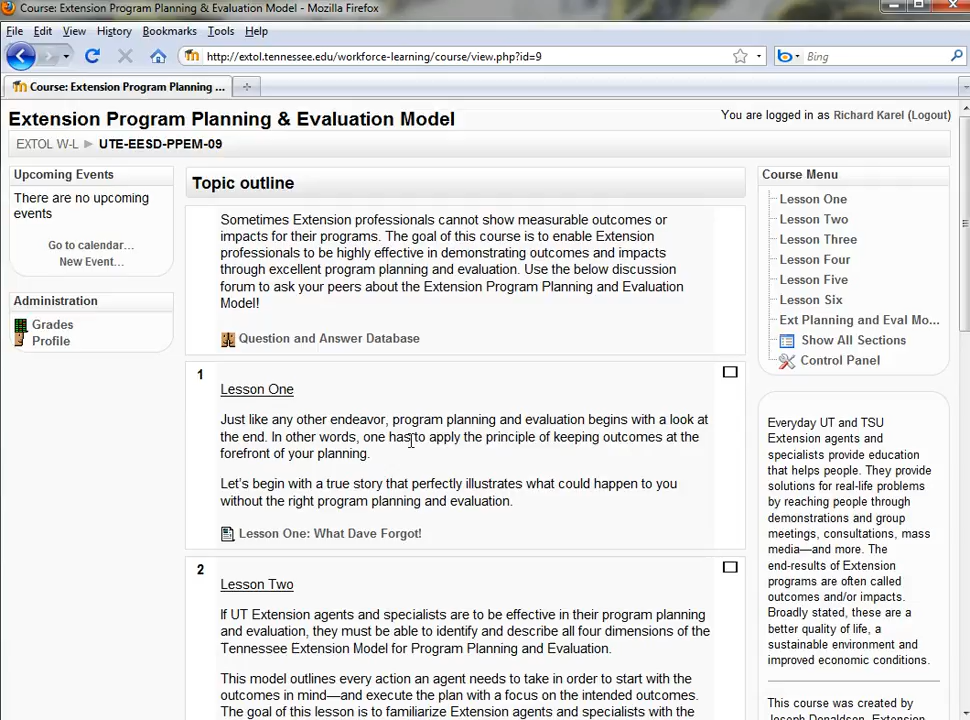 Course: Extension Program Planning & Evaluation Model - Mozilla Firefox
File Edit View History Bookmarks Tools Help
http://extol.tennessee.edu/workforce-learning/course/view.php?id=9
Bing
Course: Extension Program Planning ...
Extension Program Planning & Evaluation Model
You are logged in as Richard Karel (Logout)
EXTOL W-L ► UTE-EESD-PPEM-09
Upcoming Events
There are no upcoming
events
Go to calendar...
New Event...
Administration
Grades
Profile
Topic outline
Sometimes Extension professionals cannot show measurable outcomes or
impacts for their programs. The goal of this course is to enable Extension
professionals to be highly effective in demonstrating outcomes and impacts
through excellent program planning and evaluation. Use the below discussion
forum to ask your peers about the Extension Program Planning and Evaluation
Model!
Question and Answer Database
1
Lesson One
Just like any other endeavor, program planning and evaluation begins with a look at
the end. In other words, one has to apply the principle of keeping outcomes at the
forefront of your planning.
Let's begin with a true story that perfectly illustrates what could happen to you
without the right program planning and evaluation.
Lesson One: What Dave Forgot!
2
Lesson Two
If UT Extension agents and specialists are to be effective in their program planning
and evaluation, they must be able to identify and describe all four dimensions of the
Tennessee Extension Model for Program Planning and Evaluation.
This model outlines every action an agent needs to take in order to start with the
outcomes in mind—and execute the plan with a focus on the intended outcomes.
The goal of this lesson is to familiarize Extension agents and specialists with the
Course Menu
Lesson One
Lesson Two
Lesson Three
Lesson Four
Lesson Five
Lesson Six
Ext Planning and Eval Mo...
Show All Sections
Control Panel
Everyday UT and TSU
Extension agents and
specialists provide education
that helps people. They provide
solutions for real-life problems
by reaching people through
demonstrations and group
meetings, consultations, mass
media—and more. The
end-results of Extension
programs are often called
outcomes and/or impacts.
Broadly stated, these are a
better quality of life, a
sustainable environment and
improved economic conditions.
This course was created by
Joseph Donaldson, Extension